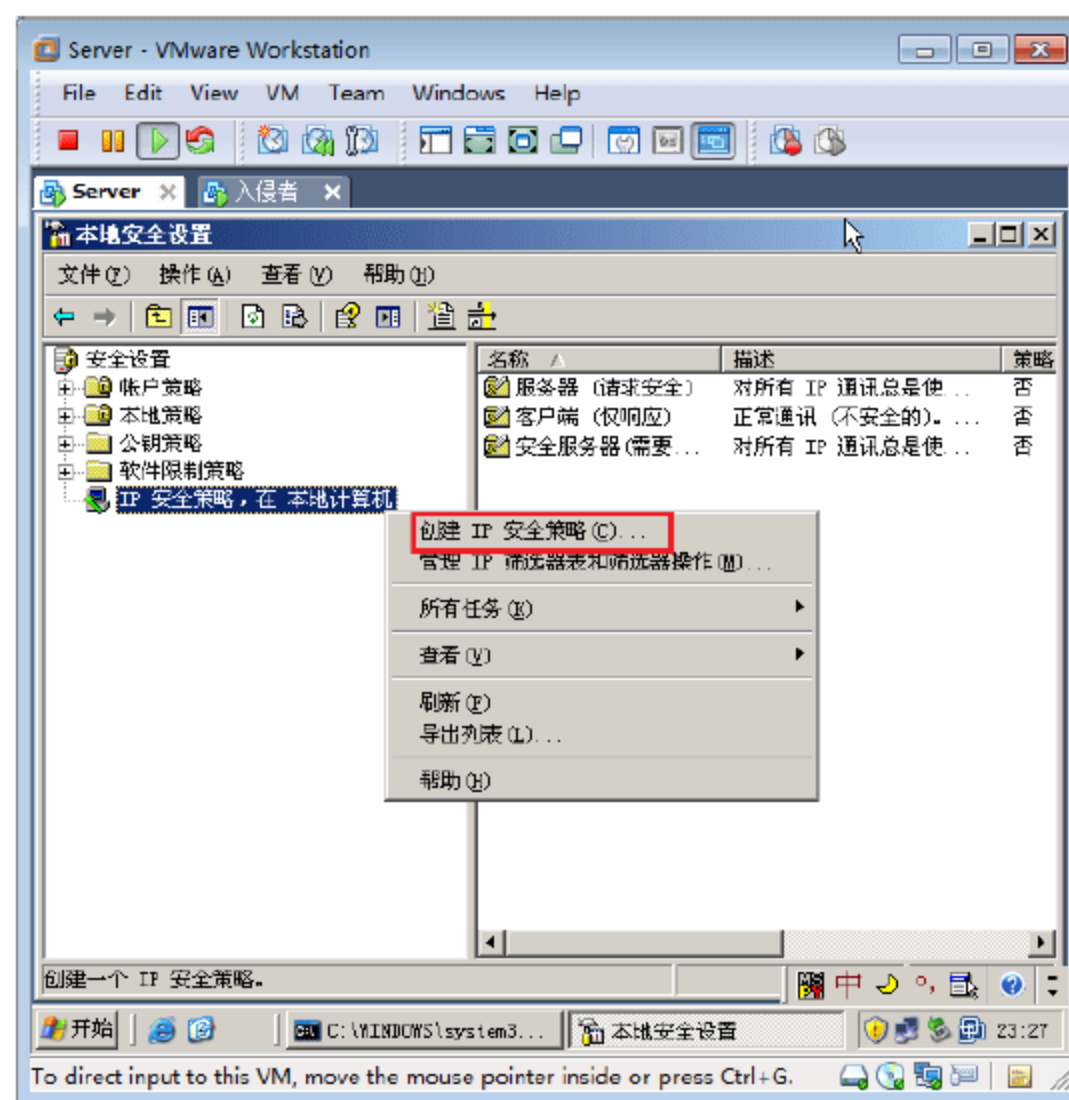 Server - VMware Workstation
File Edit View VM Team Windows Help
Server 入侵者
本地安全设置
文件(F) 操作(A) 查看(V) 帮助(H)
安全设置
帐户策略
本地策略
公钥策略
软件限制策略
IP 安全策略，在 本地计算机
名称 描述 策略
服务器 (请求安全) 对所有 IP 通讯总是使... 否
客户端 (仅响应) 正常通讯 (不安全的)。... 否
安全服务器(需要... 对所有 IP 通讯总是使... 否
创建 IP 安全策略(C)...
管理 IP 筛选器表和筛选器操作(M)...
所有任务(K)
查看(V)
刷新(F)
导出列表(L)...
帮助(H)
创建一个 IP 安全策略。
中
开始 C:\WINDOWS\system3... 本地安全设置 23:27
To direct input to this VM, move the mouse pointer inside or press Ctrl+G.